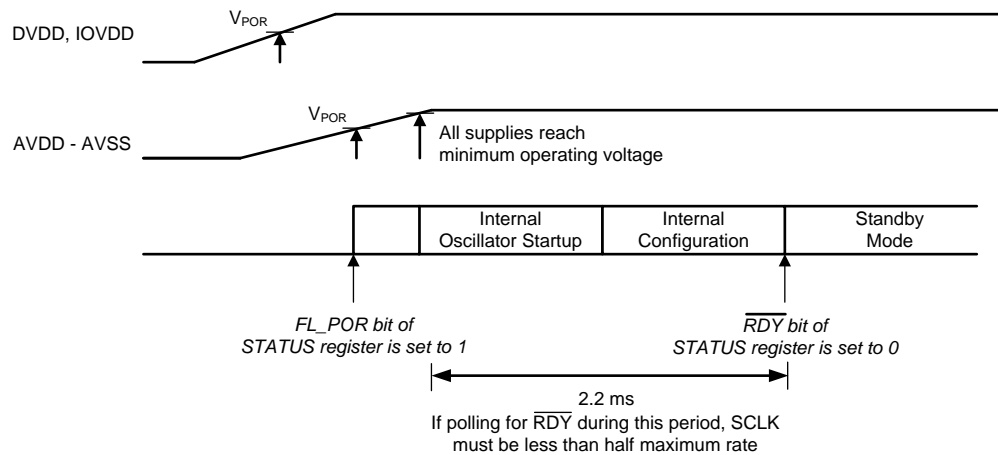 DVDD, IOVDD
VPOR
AVDD - AVSS
VPOR
All supplies reach
minimum operating voltage
Internal
Oscillator Startup
Internal
Configuration
Standby
Mode
FL_POR bit of
STATUS register is set to 1
R̅D̅Y̅ bit of
STATUS register is set to 0
2.2 ms
If polling for R̅D̅Y̅ during this period, SCLK
must be less than half maximum rate